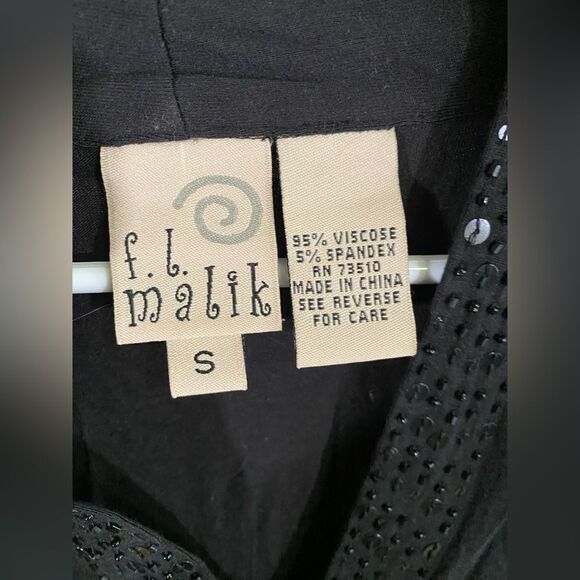 f. l.
malik
S
95% VISCOSE
5% SPANDEX
RN 73510
MADE IN CHINA
SEE REVERSE
FOR CARE